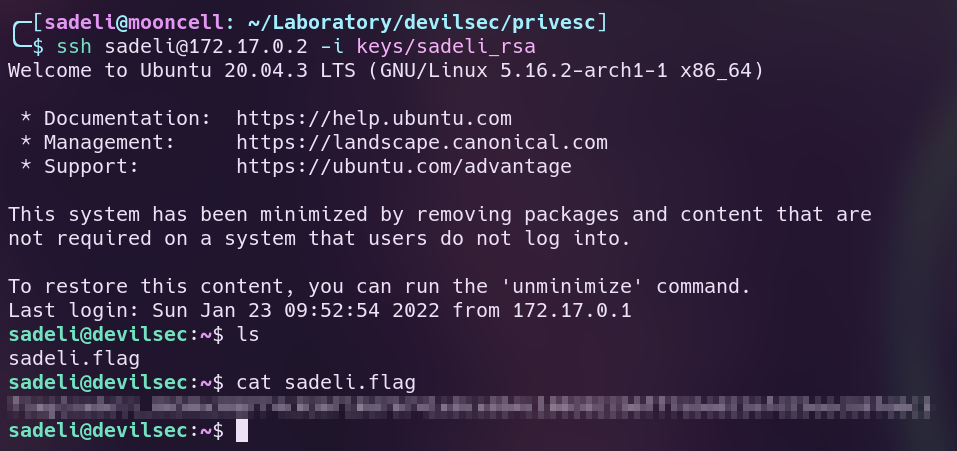 [sadeli@mooncell: ~/Laboratory/devilsec/privesc]
$ ssh sadeli@172.17.0.2 -i keys/sadeli_rsa
Welcome to Ubuntu 20.04.3 LTS (GNU/Linux 5.16.2-arch1-1 x86_64)

 * Documentation:  https://help.ubuntu.com
 * Management:     https://landscape.canonical.com
 * Support:        https://ubuntu.com/advantage

This system has been minimized by removing packages and content that are
not required on a system that users do not log into.

To restore this content, you can run the 'unminimize' command.
Last login: Sun Jan 23 09:52:54 2022 from 172.17.0.1
sadeli@devilsec:~$ ls
sadeli.flag
sadeli@devilsec:~$ cat sadeli.flag
sadeli@devilsec:~$